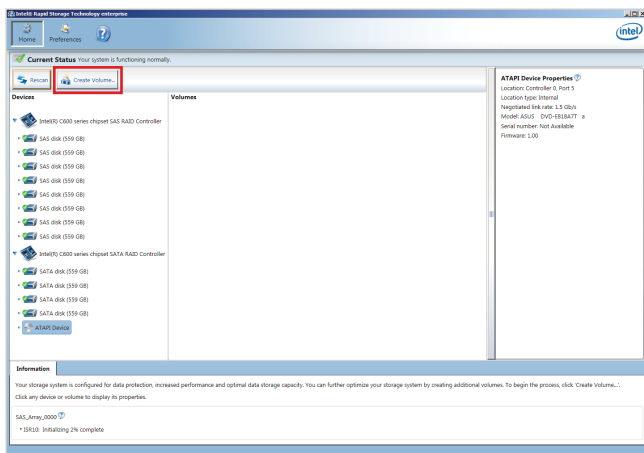 Intel® Rapid Storage Technology enterprise
Home
Preferences
intel
Current Status Your system is functioning normally.
Rescan
Create Volume...
Devices
Volumes
Intel(R) C600 series chipset SAS RAID Controller
SAS disk (559 GB)
SAS disk (559 GB)
SAS disk (559 GB)
SAS disk (559 GB)
SAS disk (559 GB)
SAS disk (559 GB)
SAS disk (559 GB)
SAS disk (559 GB)
Intel(R) C600 series chipset SATA RAID Controller
SATA disk (559 GB)
SATA disk (559 GB)
SATA disk (559 GB)
SATA disk (559 GB)
ATAPI Device
ATAPI Device Properties ?
Location: Controller 0, Port 5
Location type: Internal
Negotiated link rate: 1.5 Gb/s
Model: ASUS DVD-E818A7T a
Serial number: Not Available
Firmware: 1.00
Information
Your storage system is configured for data protection, increased performance and optimal data storage capacity. You can further optimize your storage system by creating additional volumes. To begin the process, click 'Create Volume...'.
Click any device or volume to display its properties.
SAS_Array_0000 ?
* ISR10: Initializing 2% complete